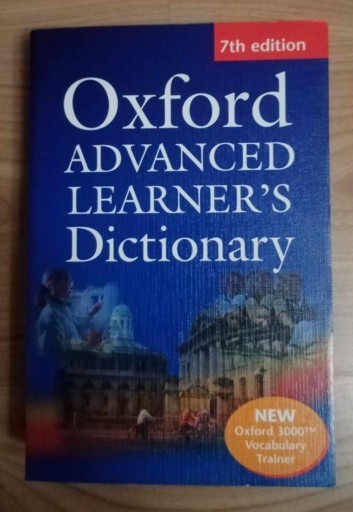 7th edition
Oxford
ADVANCED
LEARNER'S
Dictionary
NEW
Oxford 3000™
Vocabulary
Trainer